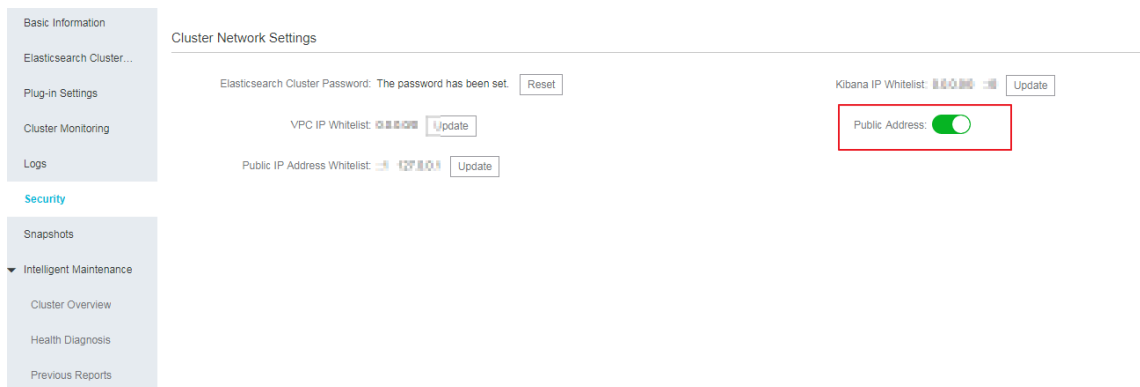 Basic Information
Elasticsearch Cluster...
Plug-in Settings
Cluster Monitoring
Logs
Security
Snapshots
Intelligent Maintenance
Cluster Overview
Health Diagnosis
Previous Reports
Cluster Network Settings
Elasticsearch Cluster Password: The password has been set. Reset
Kibana IP Whitelist: Update
VPC IP Whitelist: Update
Public Address:
Public IP Address Whitelist: Update